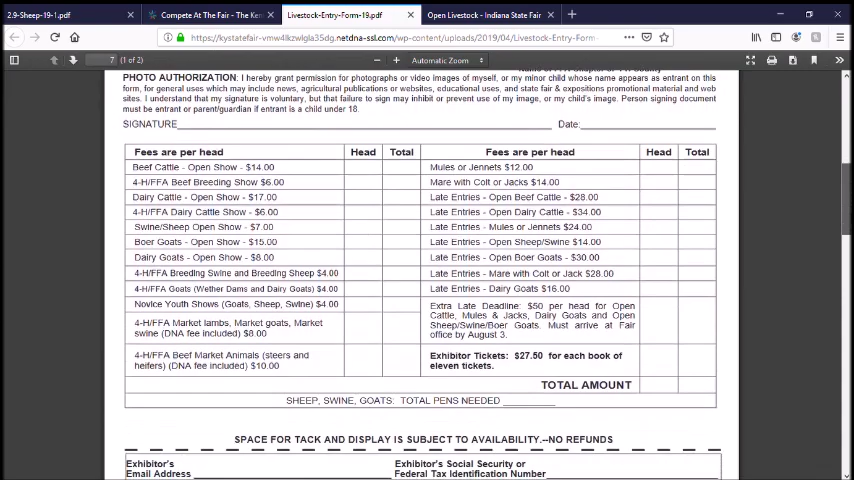 2.9-Sheep-19-1.pdf
Compete At The Fair - The Ken
Livestock-Entry-Form-19.pdf
Open Livestock - Indiana State Fair
https://kystatefair-vmw4lkzwlgla35dg.netdna-ssl.com/wp-content/uploads/2019/04/Livestock-Entry-Form-
7 (1 of 2)
Automatic Zoom
PHOTO AUTHORIZATION: I hereby grant permission for photographs or video images of myself, or my minor child whose name appears as entrant on this
form, for general uses which may include news, agricultural publications or websites, educational uses, and state fair & expositions promotional material and web
sites. I understand that my signature is voluntary, but that failure to sign may inhibit or prevent use of my image, or my child's image. Person signing document
must be entrant or parent/guardian if entrant is a child under 18.
SIGNATURE Date:
Fees are per head Head Total Fees are per head Head Total
Beef Cattle - Open Show - $14.00 Mules or Jennets $12.00
4-H/FFA Beef Breeding Show $6.00 Mare with Colt or Jacks $14.00
Dairy Cattle - Open Show - $17.00 Late Entries - Open Beef Cattle - $28.00
4-H/FFA Dairy Cattle Show - $6.00 Late Entries - Open Dairy Cattle - $34.00
Swine/Sheep Open Show - $7.00 Late Entries - Mules or Jennets $24.00
Boer Goats - Open Show - $15.00 Late Entries - Open Sheep/Swine $14.00
Dairy Goats - Open Show - $8.00 Late Entries - Open Boer Goats - $30.00
4-H/FFA Breeding Swine and Breeding Sheep $4.00 Late Entries - Mare with Colt or Jack $28.00
4-H/FFA Goats (Wether Dams and Dairy Goats) $4.00 Late Entries - Dairy Goats $16.00
Novice Youth Shows (Goats, Sheep, Swine) $4.00
4-H/FFA Market lambs, Market goats, Market
swine (DNA fee included) $8.00
Extra Late Deadline: $50 per head for Open
Cattle, Mules & Jacks, Dairy Goats and Open
Sheep/Swine/Boer Goats. Must arrive at Fair
office by August 3.
4-H/FFA Beef Market Animals (steers and
heifers) (DNA fee included) $10.00
Exhibitor Tickets: $27.50 for each book of
eleven tickets.
TOTAL AMOUNT
SHEEP, SWINE, GOATS: TOTAL PENS NEEDED
SPACE FOR TACK AND DISPLAY IS SUBJECT TO AVAILABILITY.--NO REFUNDS
Exhibitor's
Email Address
Exhibitor's Social Security or
Federal Tax Identification Number